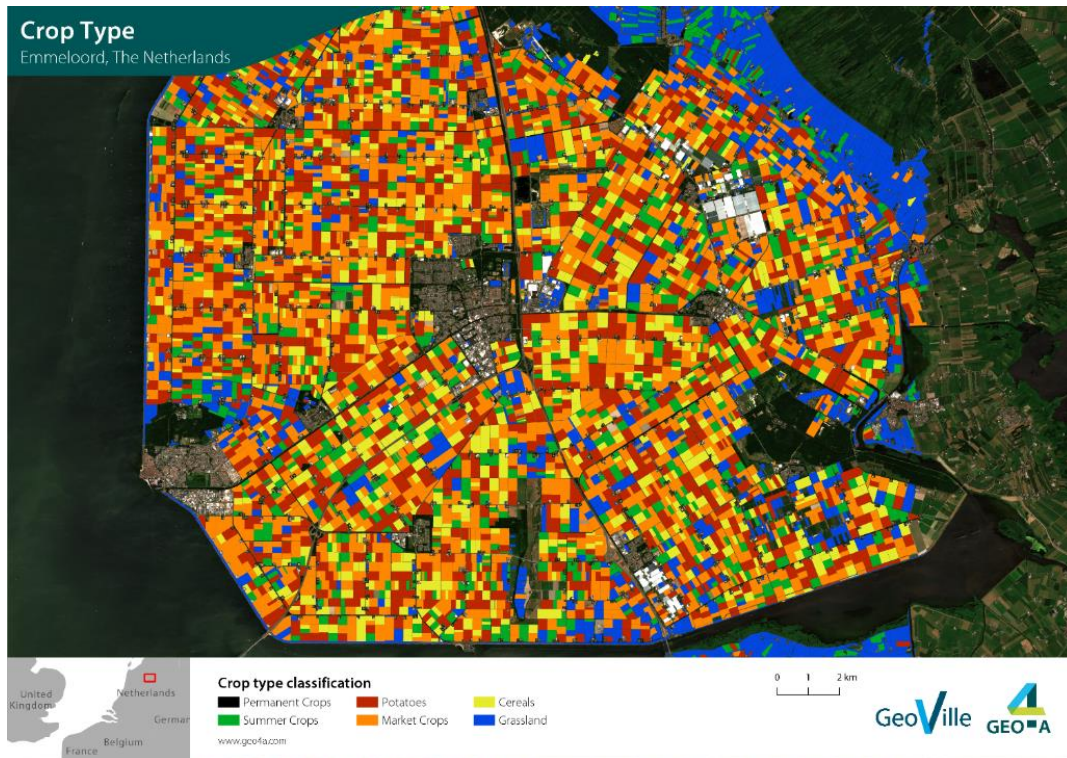 Crop Type
Emmeloord, The Netherlands
United
Kingdom
Netherlands
German
Belgium
France
Crop type classification
Permanent Crops
Potatoes
Cereals
Summer Crops
Market Crops
Grassland
www.geo4a.com
0 1 2 km
GeoVille
GEO4A